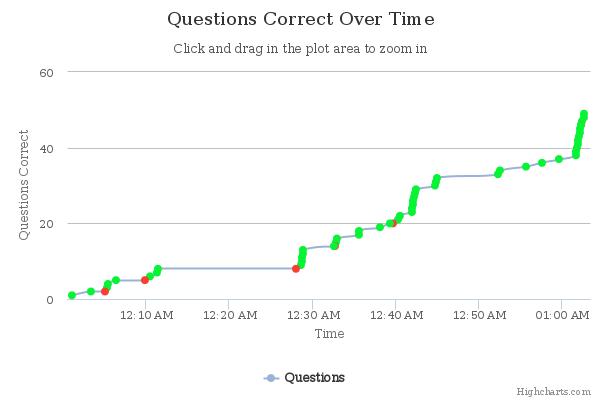 Questions Correct Over Time
Click and drag in the plot area to zoom in
Questions Correct
60
40
20
0
12:10 AM 12:20 AM 12:30 AM 12:40 AM 12:50 AM 01:00 AM
Time
Questions
Highcharts.com